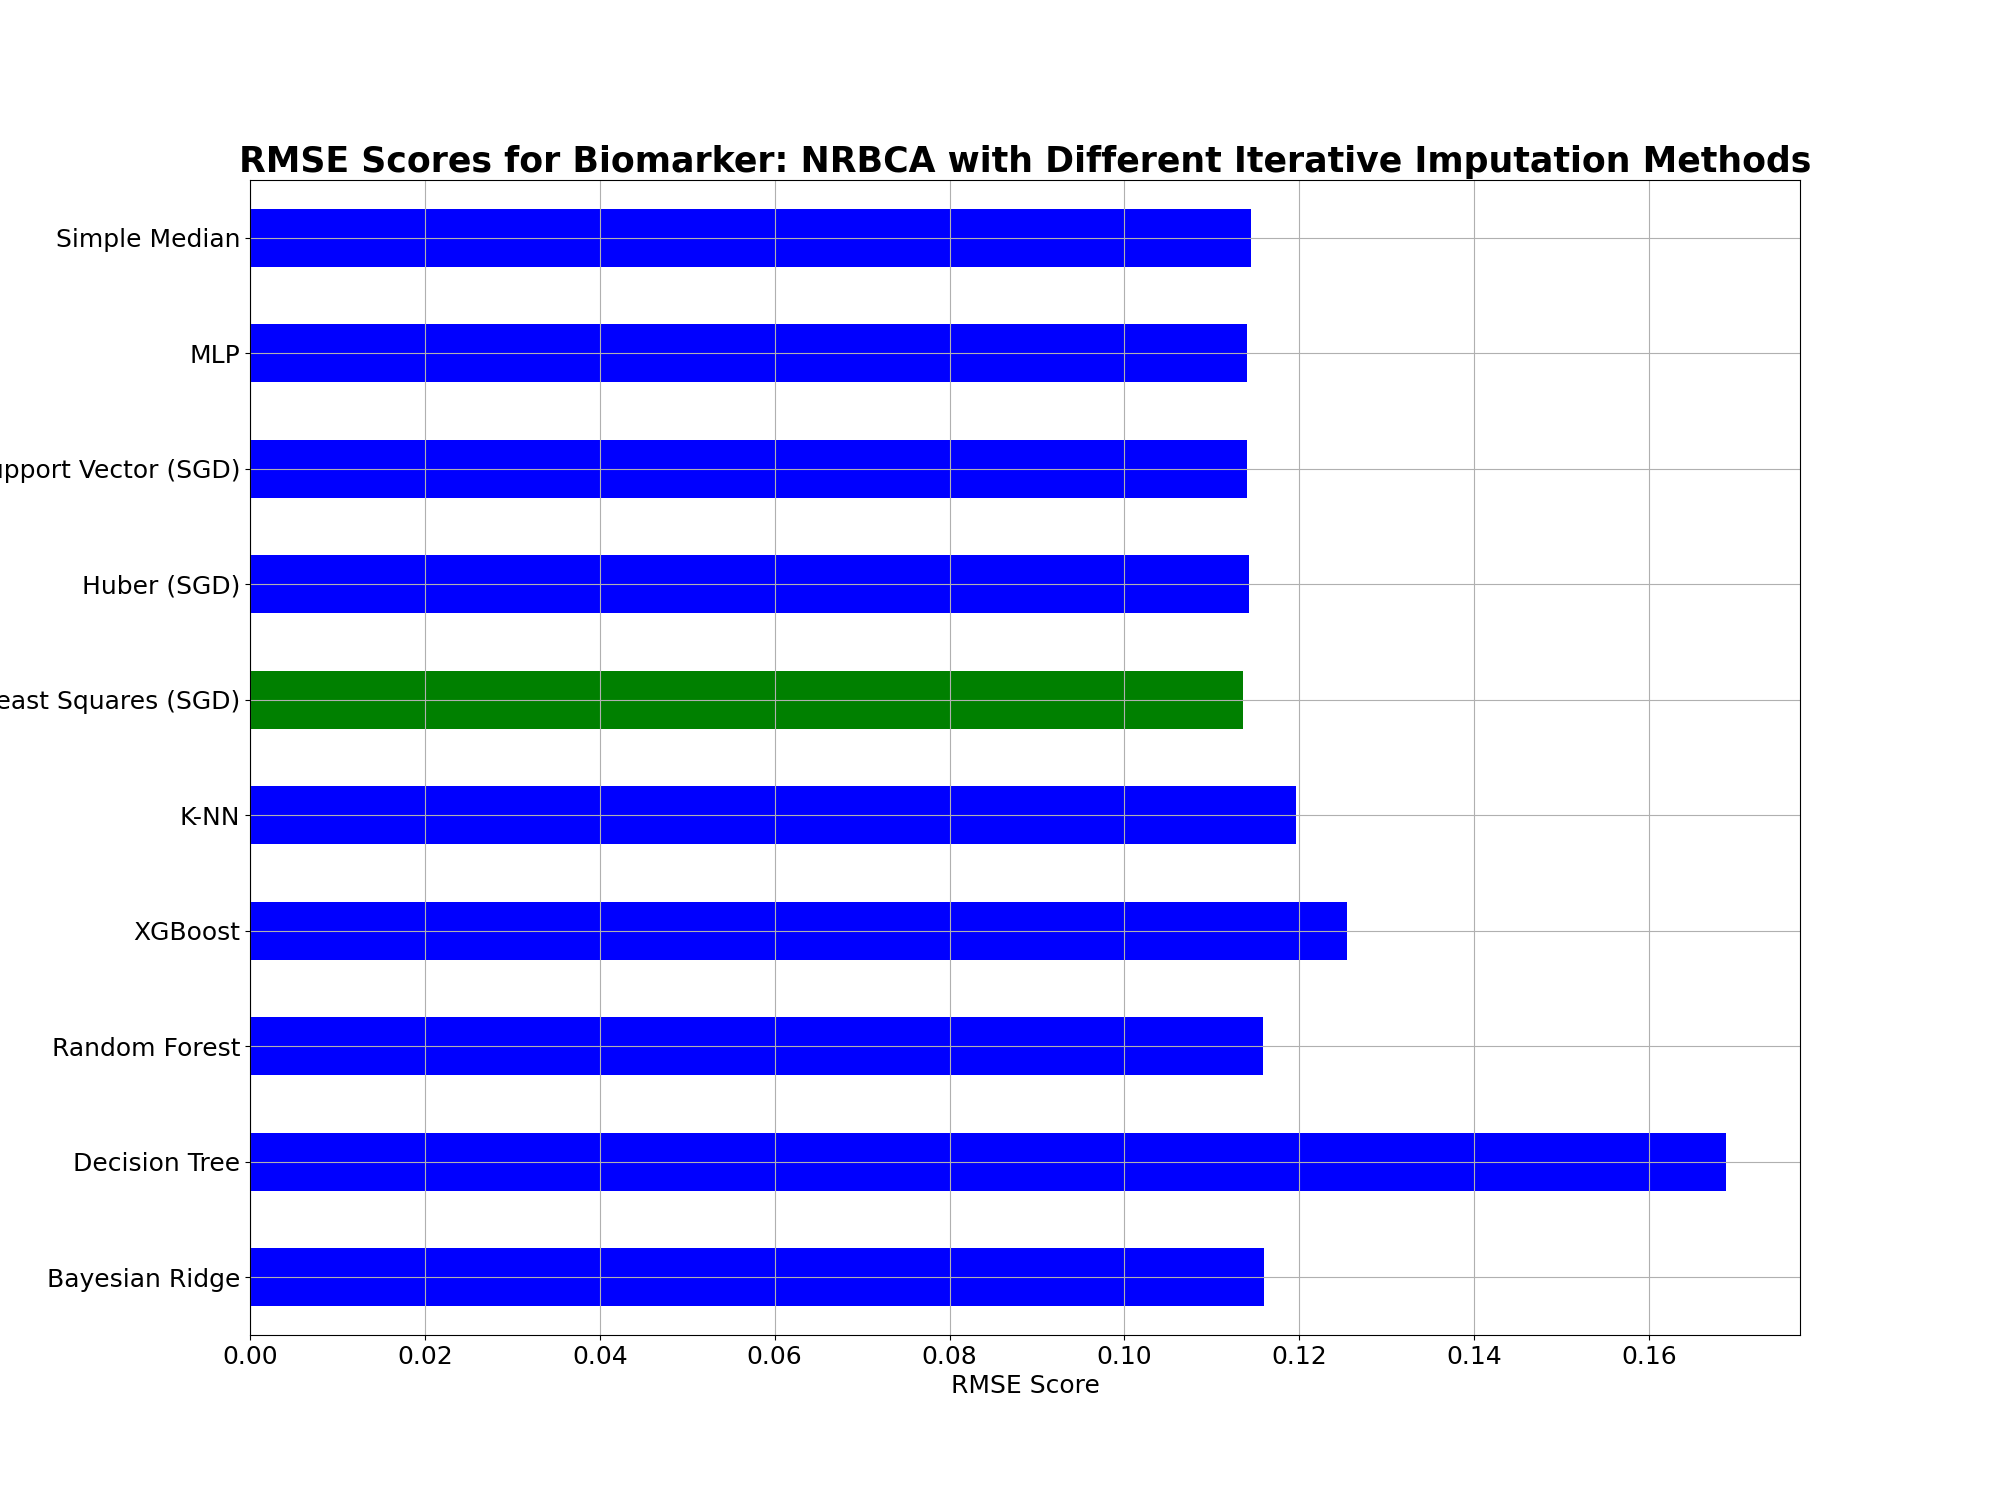 RMSE Scores for Biomarker: NRBCA with Different Iterative Imputation Methods
Simple Median
MLP
Vector (SGD)
Huber (SGD)
Squares (SGD)
K-NN
XGBoost
Random Forest
Decision Tree
Bayesian Ridge
0.00 0.02 0.04 0.06 0.08 0.10 0.12 0.14 0.16
RMSE Score